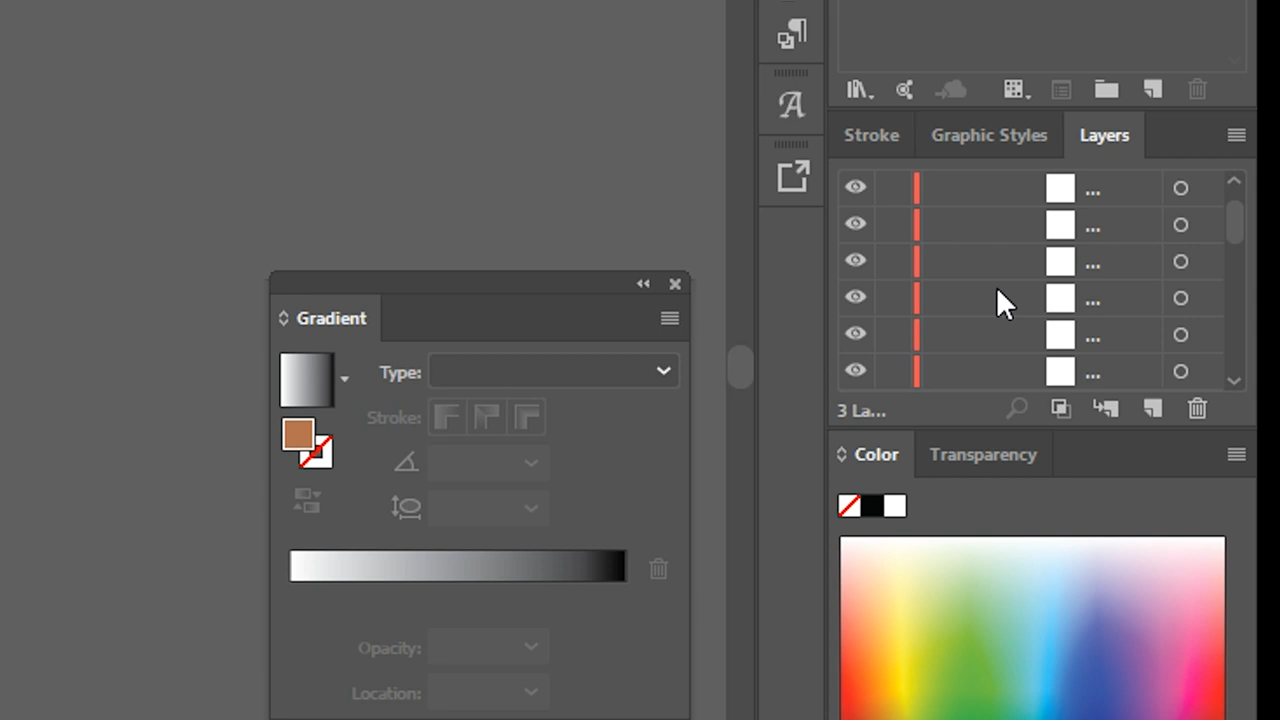 Stroke Graphic Styles Layers
...
...
...
...
...
...
3 La...
Gradient
Type:
Stroke:
Opacity:
Location:
Color Transparency